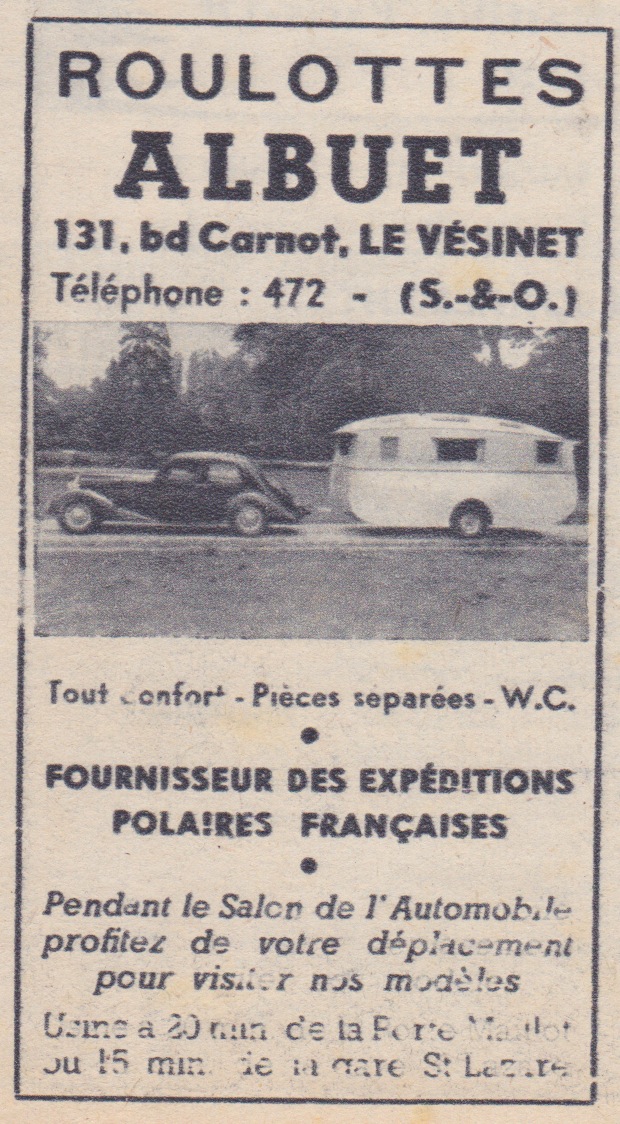 ROULOTTES
ALBUET
131, bd Carnot, LE VÉSINET
Téléphone : 472 - (S.-&-O.)
Tout confort - Pièces séparées - W.C.
•
FOURNISSEUR DES EXPÉDITIONS
POLAIRES FRANÇAISES
•
Pendant le Salon de l'Automobile
profitez de votre déplacement
pour visiter nos modèles
Usine à 20 min. de la Porte Maillot
ou 15 min. de la gare St Lazare